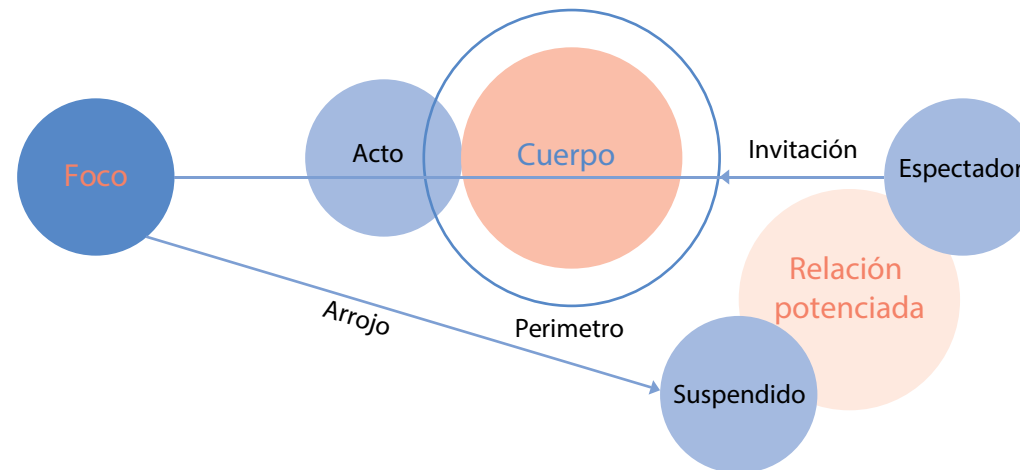 Foco
Acto
Cuerpo
Invitación
Espectador
Relación
potenciada
Arrojo
Perimetro
Suspendido